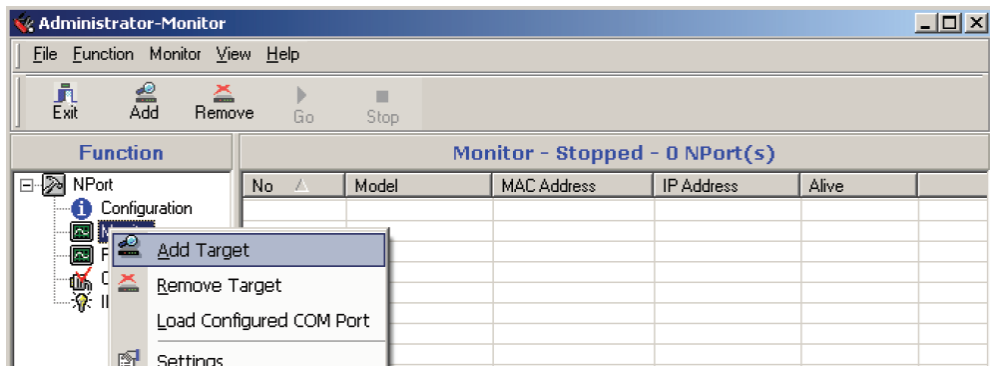 Administrator-Monitor
File Function Monitor View Help
Exit Add Remove Go Stop
Function
Monitor - Stopped - 0 NPort(s)
NPort
No Model MAC Address IP Address Alive
Configuration
Add Target
Remove Target
Load Configured COM Port
Settings